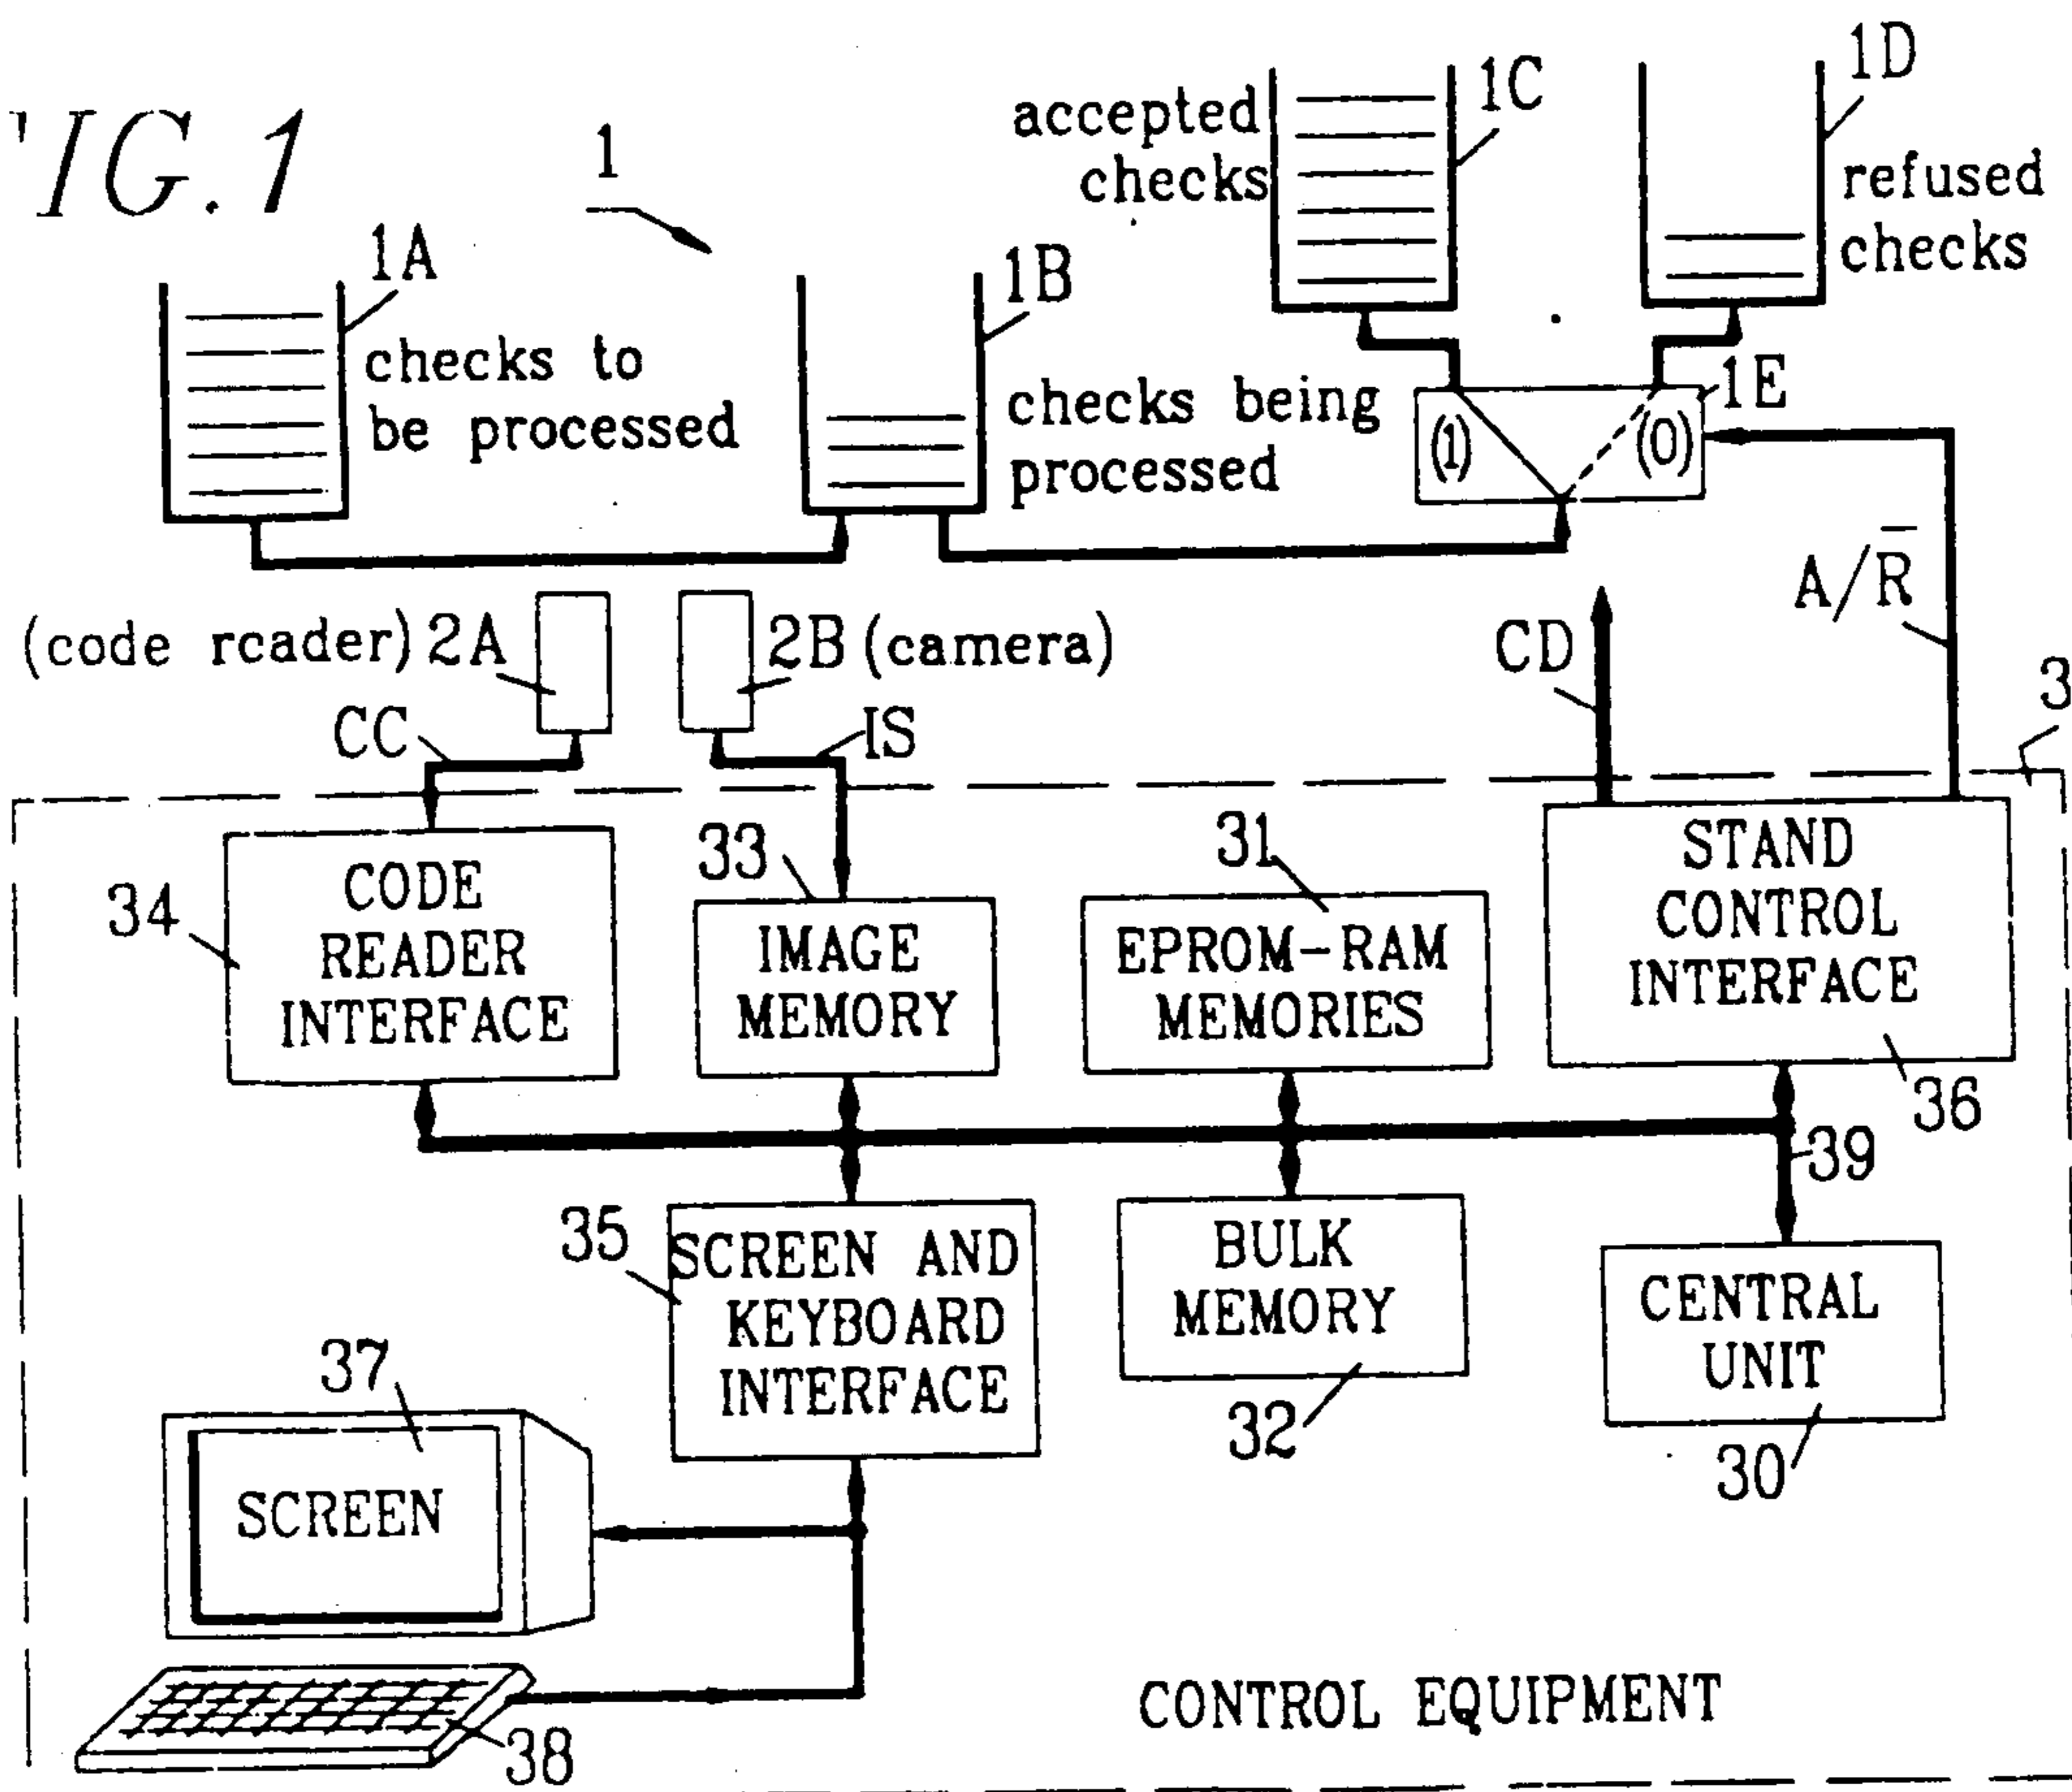 FIG. 1
1
accepted
checks
1C
1D
refused
checks
1A
checks to
be processed
1B
checks being
processed
(1)
(0)
1E
A/R̅
(code reader) 2A
2B (camera)
CD
3
CC
IS
34
CODE
READER
INTERFACE
33
IMAGE
MEMORY
31
EPROM-RAM
MEMORIES
STAND
CONTROL
INTERFACE
36
39
35
SCREEN AND
KEYBOARD
INTERFACE
BULK
MEMORY
32
CENTRAL
UNIT
30
37
SCREEN
38
CONTROL EQUIPMENT